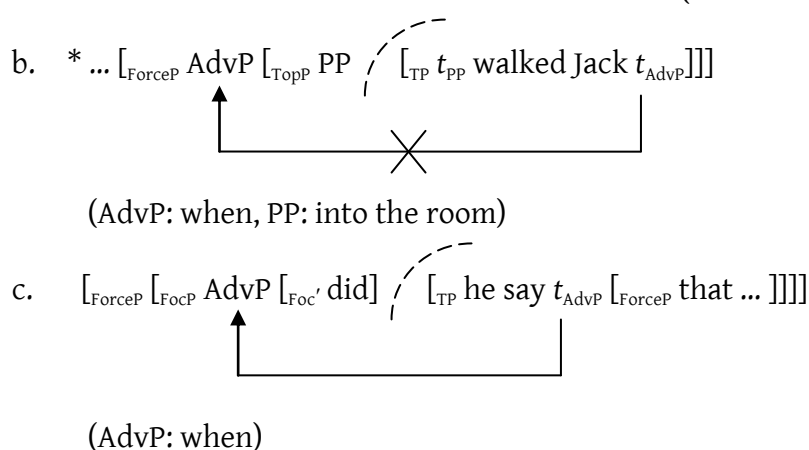 b. * ... [ForceP AdvP [TopP PP [TP tPP walked Jack tAdvP]]]
(AdvP: when, PP: into the room)
c. [ForceP [FocP AdvP [Foc′ did] [TP he say tAdvP [ForceP that ... ]]]]
(AdvP: when)